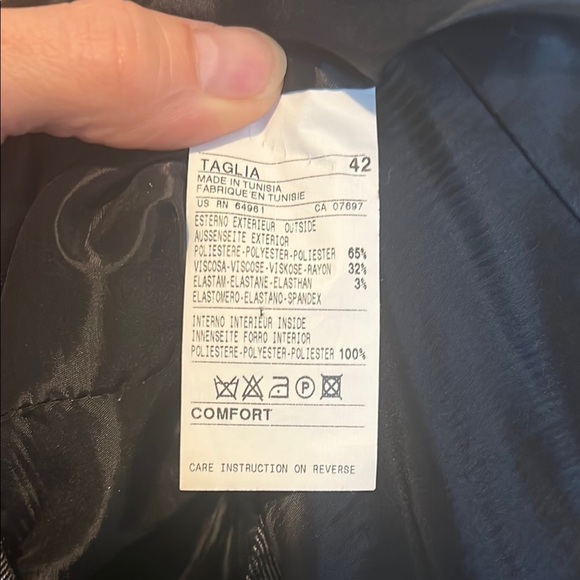 TAGLIA 42
MADE IN TUNISIA
FABRIQUE EN TUNISIE
US RN 64961 CA 07697
ESTERNO EXTERIEUR OUTSIDE
AUSSENSEITE EXTERIOR
POLIESTERE-POLYESTER-POLIESTER 65%
VISCOSA-VISCOSE-VISKOSE-RAYON 32%
ELASTAM-ELASTANE-ELASTHAN 3%
ELASTOMERO-ELASTANO-SPANDEX
INTERNO INTERIEUR INSIDE
INNENSEITE FORRO INTERIOR
POLIESTERE-POLYESTER-POLIESTER 100%
P
COMFORT
CARE INSTRUCTION ON REVERSE